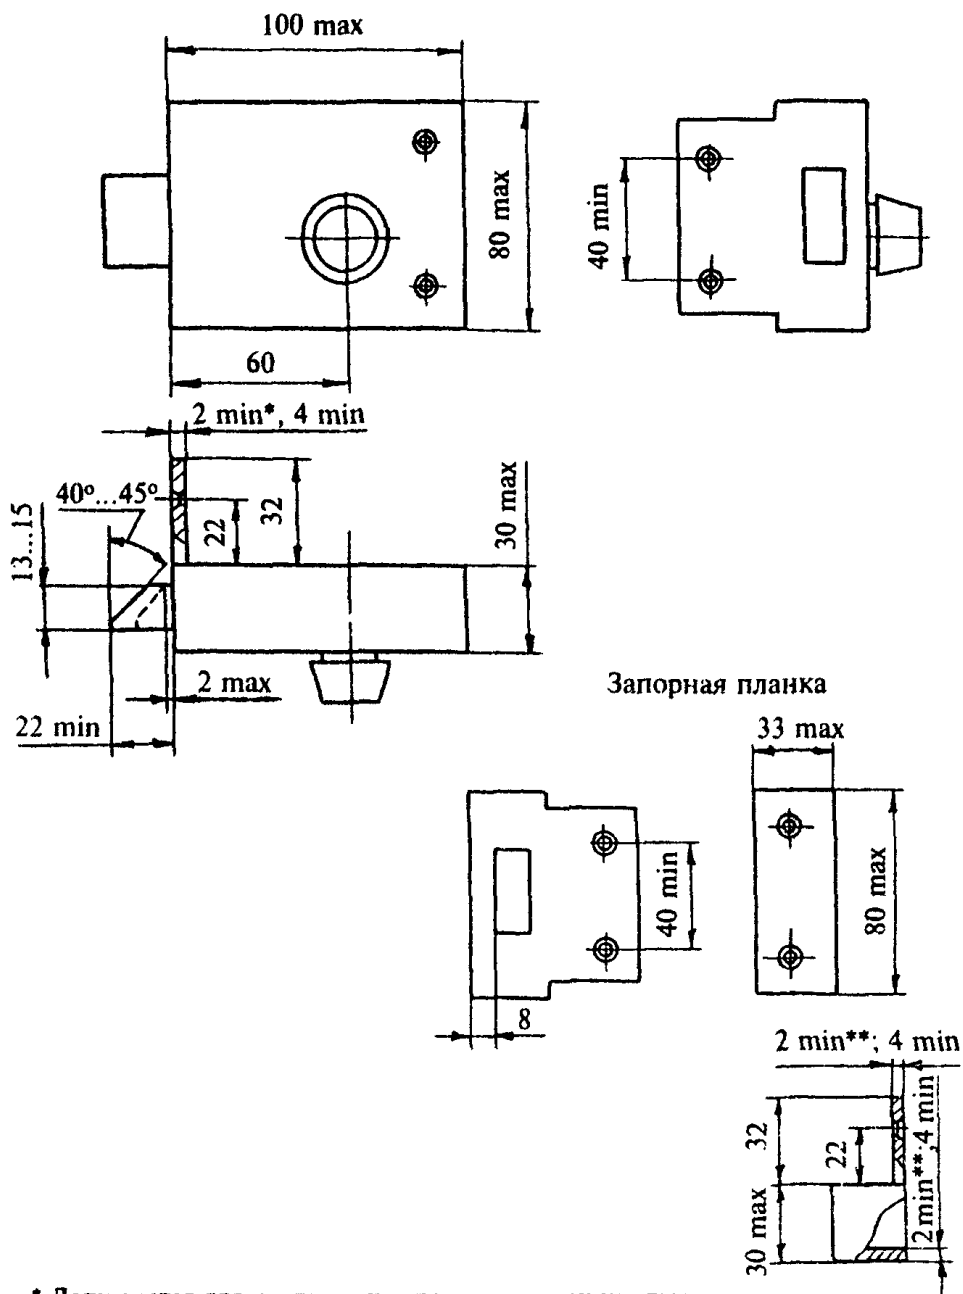 100 max
80 max
40 min
60
2 min*, 4 min
40°...45°
13...15
22
32
30 max
2 max
22 min
Запорная планка
33 max
40 min
80 max
8
2 min**; 4 min
32
22
30 max
2min**;4 min
*